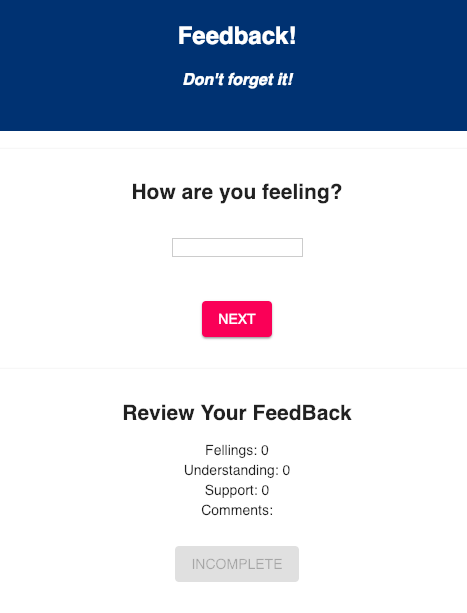 Feedback!
Don't forget it!
How are you feeling?
NEXT
Review Your FeedBack
Fellings: 0
Understanding: 0
Support: 0
Comments:
INCOMPLETE